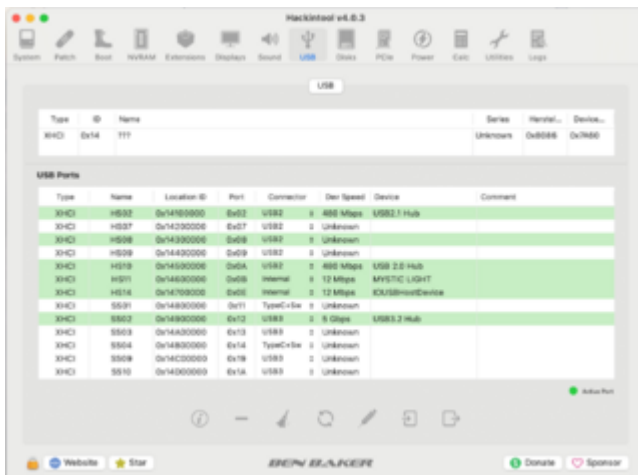 Hackintool v4.0.3
System Patch Boot NVRAM Extensions Displays Sound USB Disks PCIe Power Calc Utilities Logs
USB
Type ID Name Series Herstel... Device...
XHCI 0x14 ??? Unknown 0x8086 0x7A60
USB Ports
Type Name Location ID Port Connector Dev Speed Device Comment
XHCI HS02 0x14100000 0x02 USB2 480 Mbps USB2.1 Hub
XHCI HS07 0x14200000 0x07 USB2 Unknown
XHCI HS08 0x14300000 USB2 Unknown
XHCI HS09 0x14400000 USB2 Unknown
XHCI HS10 0x14500000 0x0A USB2 480 Mbps USB 2.0 Hub
XHCI HS11 0x14600000 0x0B Internal 12 Mbps MYSTIC LIGHT
XHCI HS14 0x14700000 0x0E Internal 12 Mbps IOUSBHostDevice
XHCI SS01 0x14800000 0x11 TypeC+Sw Unknown
XHCI SS02 0x14900000 0x12 USB3 5 Gbps USB3.2 Hub
XHCI SS03 0x14A00000 0x13 USB3 Unknown
XHCI SS04 0x14B00000 0x14 TypeC+Sw Unknown
XHCI SS09 0x14C00000 0x19 USB3 Unknown
XHCI SS10 0x14D00000 0x1A USB3 Unknown
Active Port
Website Star BEN BAKER Donate Sponsor